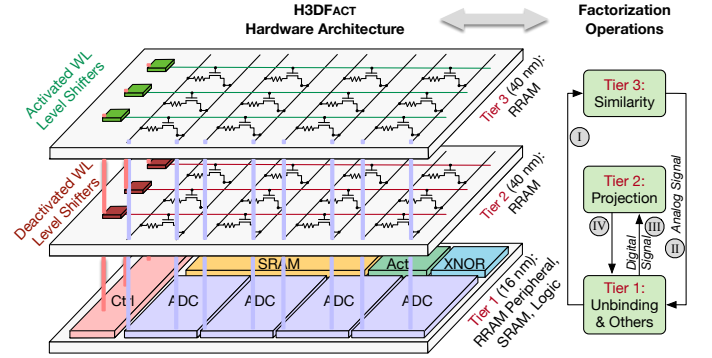 H3DFACT
Hardware Architecture
Factorization
Operations
Activated WL
Level Shifters
Tier 3 (40 nm):
RRAM
Deactivated WL
Level Shifters
Tier 2 (40 nm):
RRAM
SRAM
Act
XNOR
Ctrl
ADC
ADC
ADC
ADC
Tier 1 (16 nm):
RRAM Peripheral,
SRAM, Logic
Tier 3:
Similarity
I
Tier 2:
Projection
IV
Digital
Signal
III
II
Analog Signal
Tier 1:
Unbinding
& Others